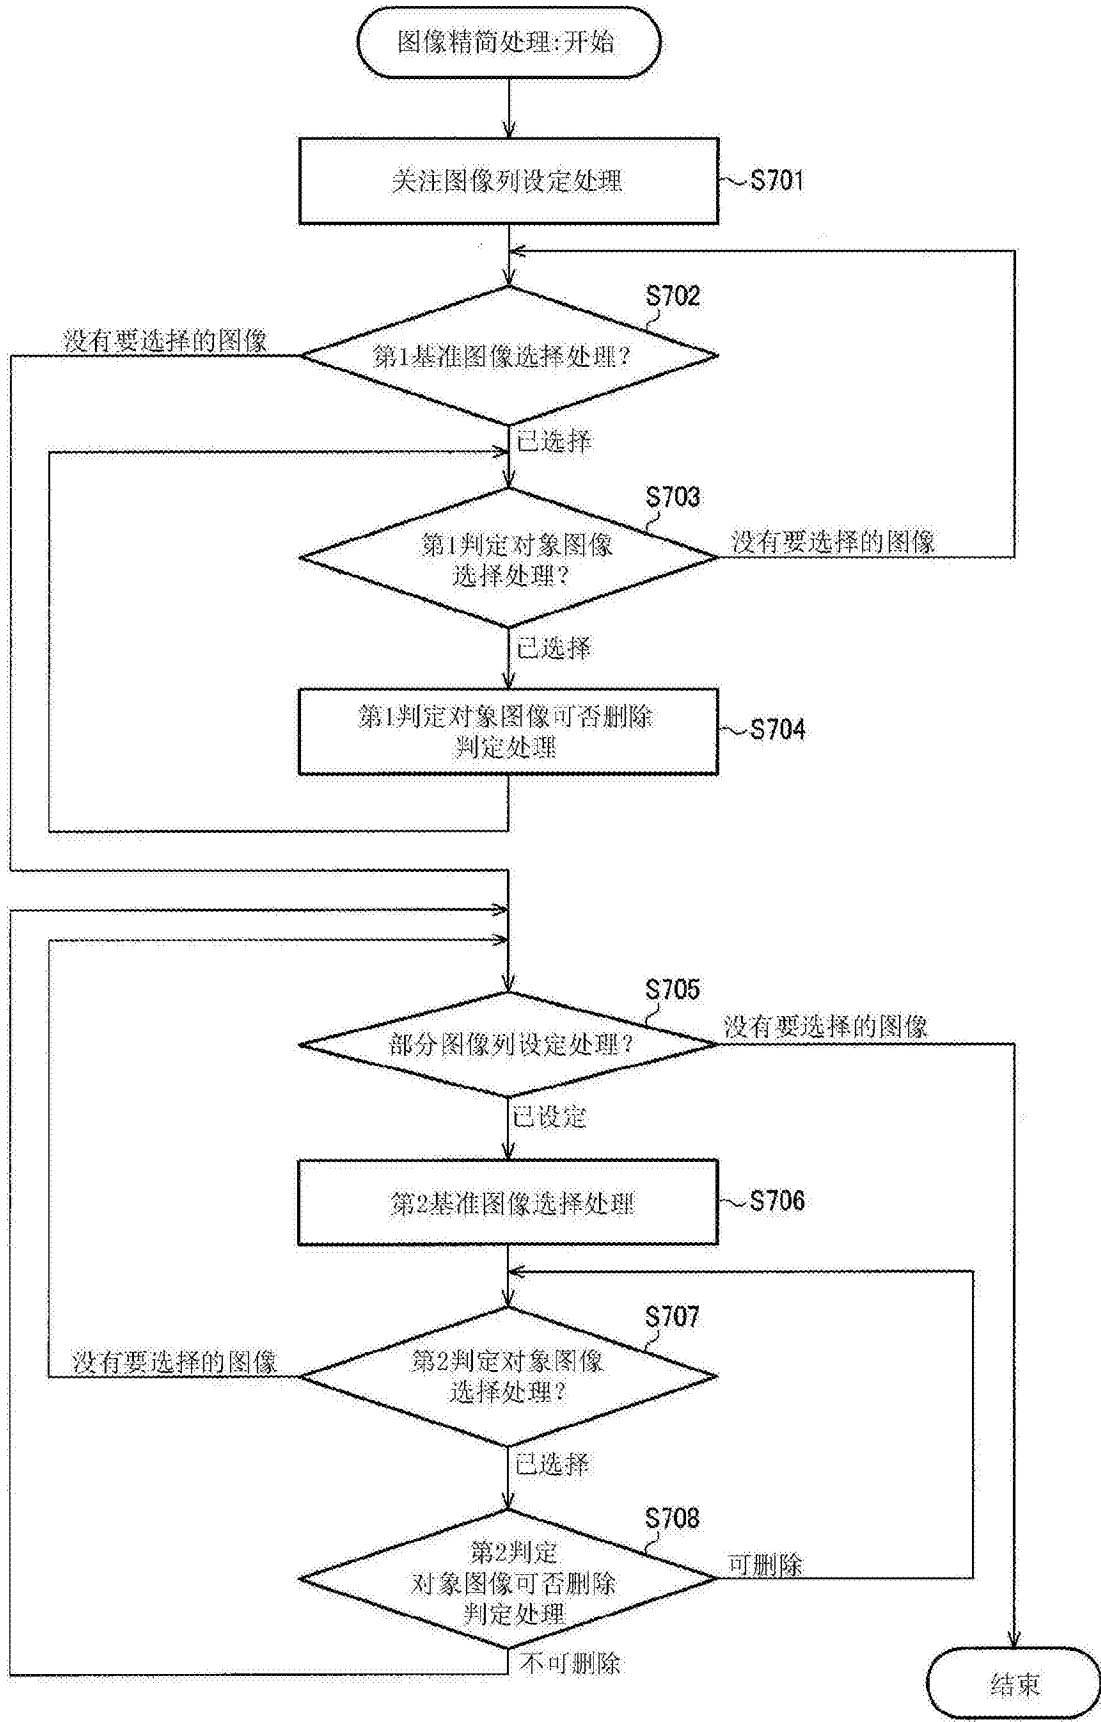 图像精简处理:开始
关注图像列设定处理
S701
S702
没有要选择的图像
第1基准图像选择处理?
已选择
S703
第1判定对象图像
选择处理?
没有要选择的图像
已选择
第1判定对象图像可否删除
判定处理
S704
S705
部分图像列设定处理?
没有要选择的图像
已设定
第2基准图像选择处理
S706
S707
没有要选择的图像
第2判定对象图像
选择处理?
已选择
S708
第2判定
对象图像可否删除
判定处理
可删除
不可删除
结束